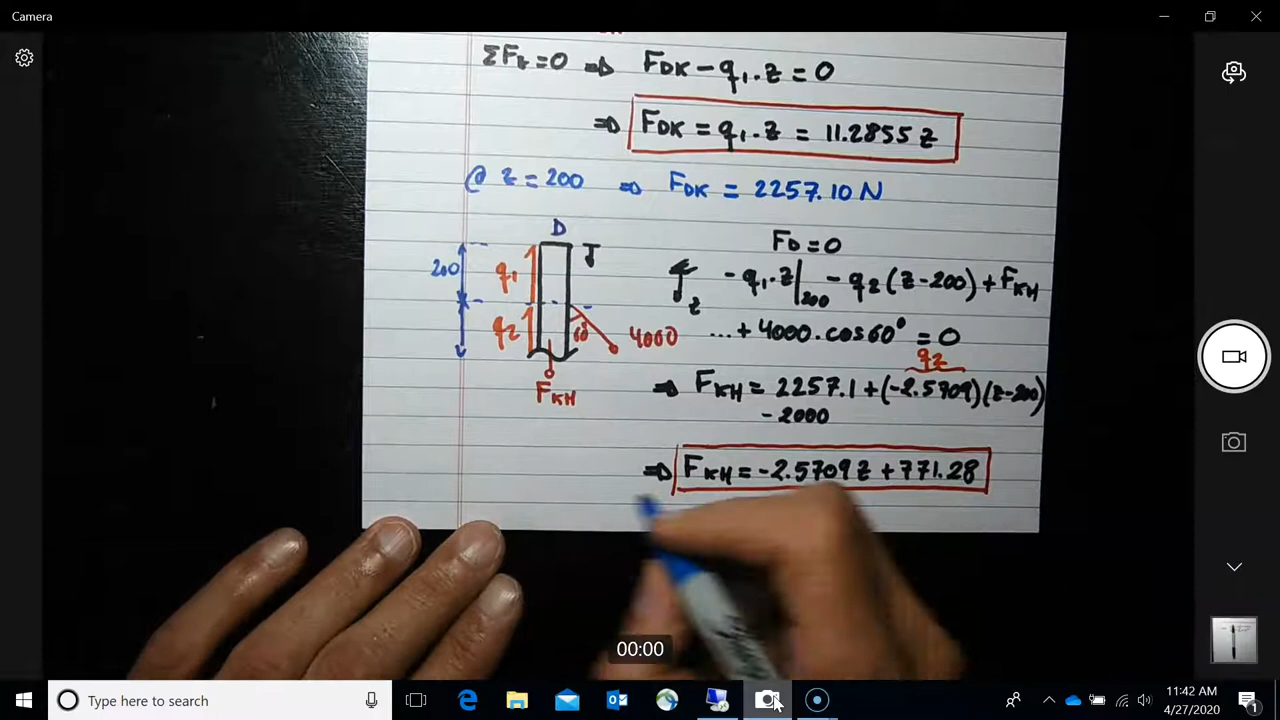 Camera
ΣFz=0 ⇒ FDK - q1.z = 0
⇒ FDK = q1.z = 11.2855 z
@ z = 200 ⇒ FDK = 2257.10 N
D
FD = 0
200
q1
-q1.z|200 - q2(z-200) + FKH
z
q2
60
4000
...+ 4000.cos60° = 0
q2
⇒ FKH = 2257.1 + (-2.5709)(z-200)
- 2000
FKH
⇒ FKH = -2.5709 z + 771.28
00:00
Type here to search
11:42 AM
4/27/2020
1